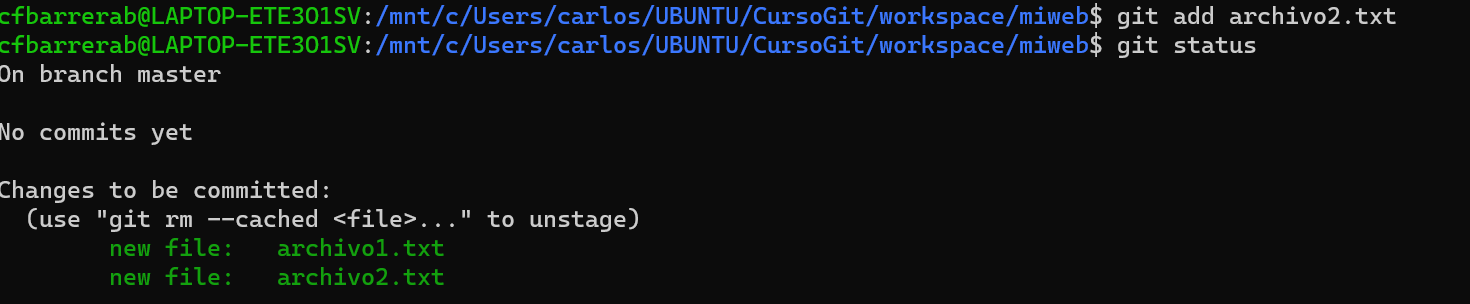 cfbarrerab@LAPTOP-ETE3O1SV:/mnt/c/Users/carlos/UBUNTU/CursoGit/workspace/miweb$ git add archivo2.txt
cfbarrerab@LAPTOP-ETE3O1SV:/mnt/c/Users/carlos/UBUNTU/CursoGit/workspace/miweb$ git status
On branch master
No commits yet
Changes to be committed:
  (use "git rm --cached <file>..." to unstage)
        new file:   archivo1.txt
        new file:   archivo2.txt